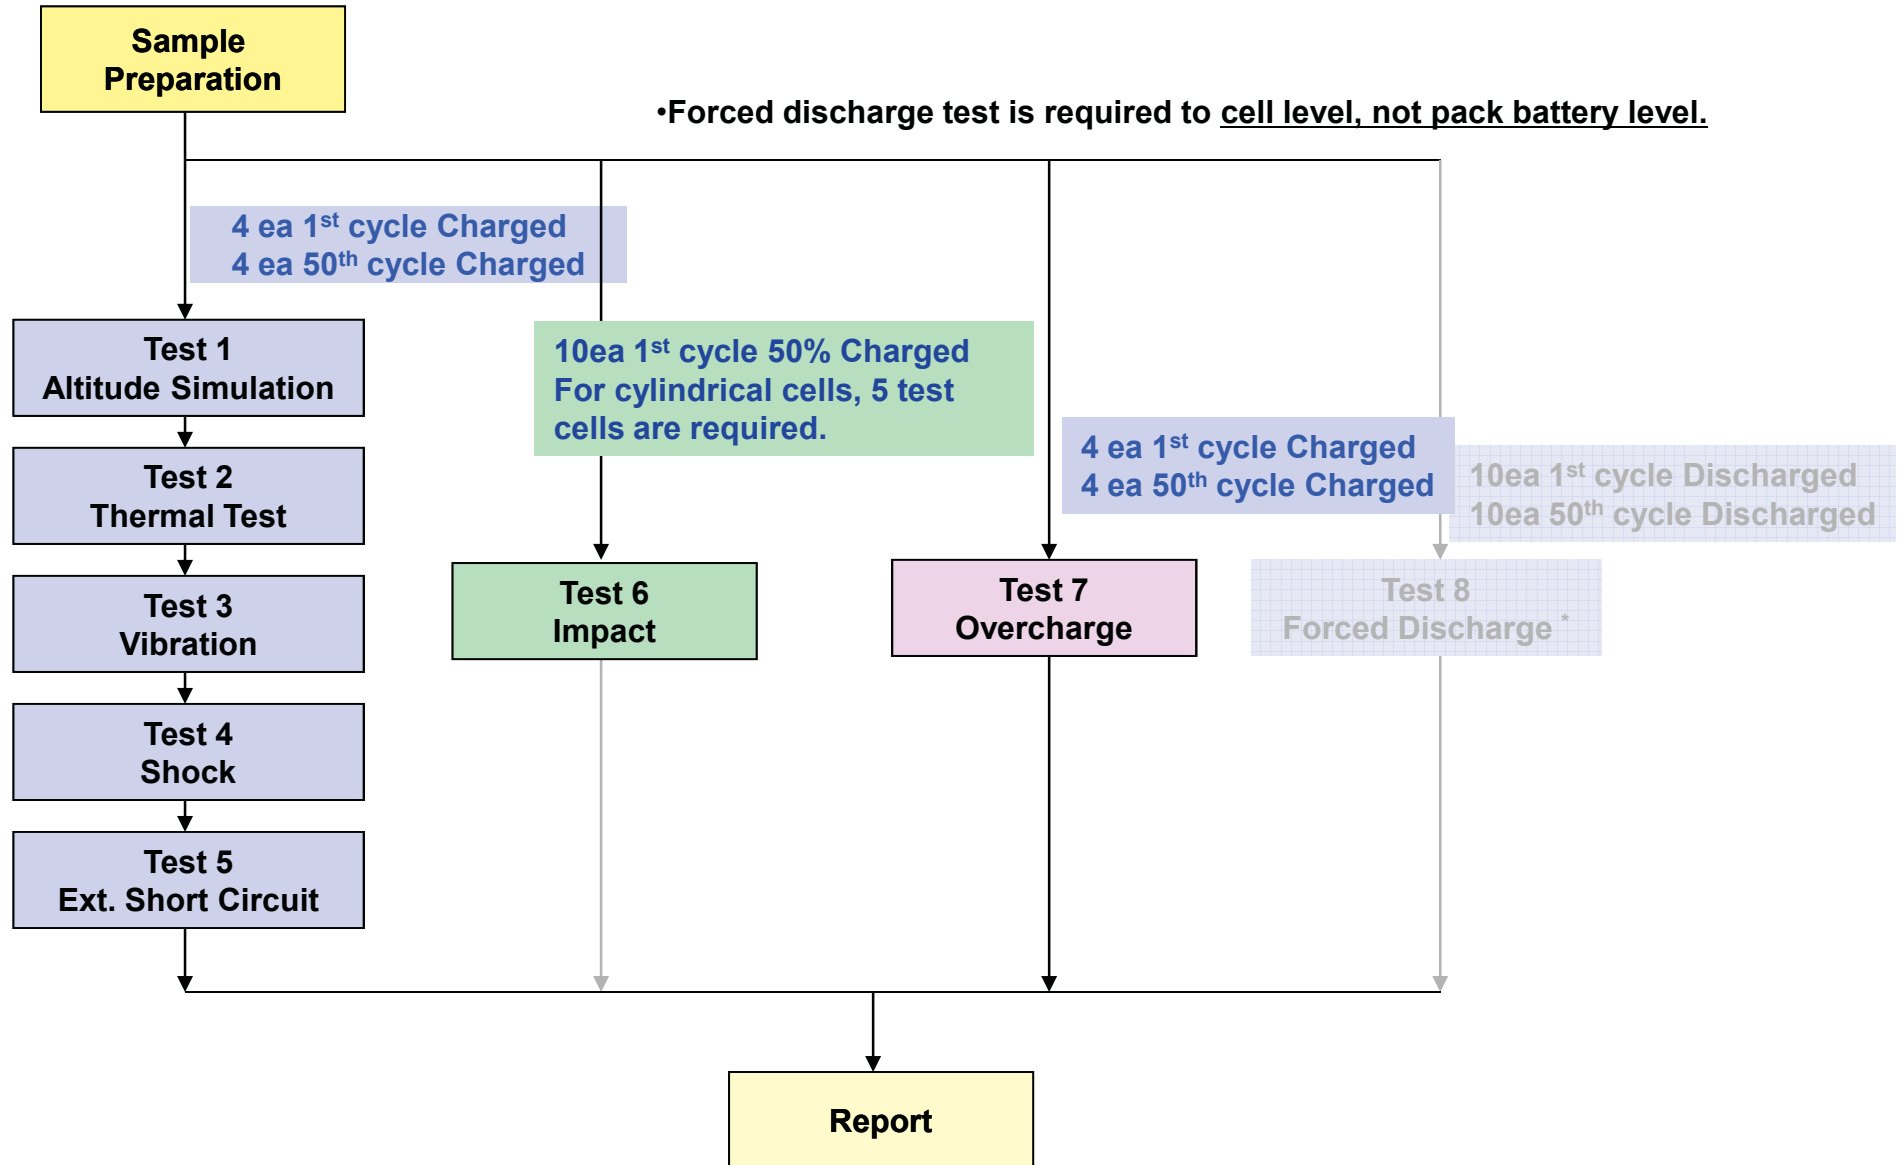 Sample
Preparation
•Forced discharge test is required to cell level, not pack battery level.
4 ea 1st cycle Charged
4 ea 50th cycle Charged
Test 1
Altitude Simulation
Test 2
Thermal Test
Test 3
Vibration
Test 4
Shock
Test 5
Ext. Short Circuit
10ea 1st cycle 50% Charged
For cylindrical cells, 5 test
cells are required.
Test 6
Impact
4 ea 1st cycle Charged
4 ea 50th cycle Charged
Test 7
Overcharge
10ea 1st cycle Discharged
10ea 50th cycle Discharged
Test 8
Forced Discharge *
Report